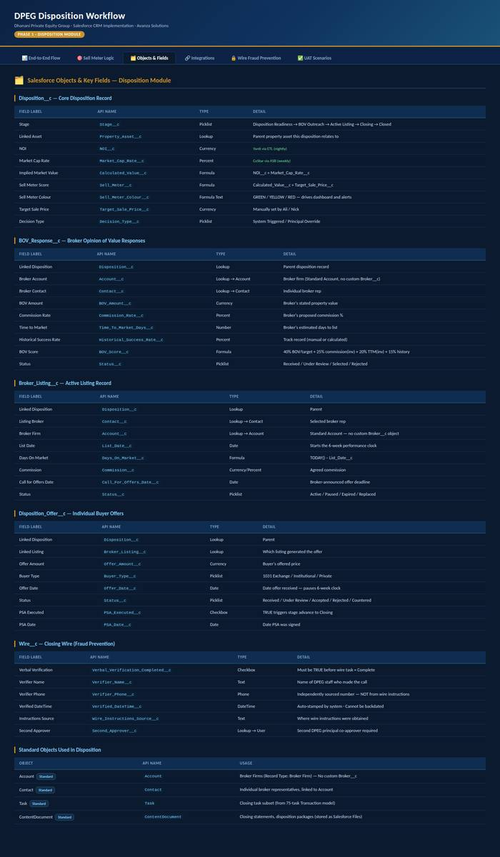 DPEG Disposition Workflow
Dhanani Private Equity Group · Salesforce CRM Implementation · Avanza Solutions
PHASE 1 · DISPOSITION MODULE
End-to-End Flow
Sell-Meter Logic
Objects & Fields
Integrations
Wire Fraud Prevention
UAT Scenarios
Salesforce Objects & Key Fields — Disposition Module
Disposition__c — Core Disposition Record
FIELD LABEL API NAME TYPE DETAIL
Stage Stage__c Picklist Disposition Readiness → BOV Outreach → Active Listing → Closing → Closed
Linked Asset Property_Asset__c Lookup Parent property asset this disposition relates to
NOI NOI__c Currency
Market Cap Rate Market_Cap_Rate__c Percent
Implied Market Value Calculated_Value__c Formula NOI__c ÷ Market_Cap_Rate__c
Sell-Meter Score Sell_Meter__c Formula Calculated_Value__c ÷ Target_Sale_Price__c
Sell-Meter Colour Sell_Meter_Colour__c Formula Text GREEN / YELLOW / RED — drives dashboard and alerts
Target Sale Price Target_Sale_Price__c Currency Manually set by Ali / Nick
Decision Type Decision_Type__c Picklist System Triggered / Principal Override
BOV_Response__c — Broker Opinion of Value Responses
FIELD LABEL API NAME TYPE DETAIL
Linked Disposition Disposition__c Lookup Parent disposition record
Broker Account Account__c Lookup → Account Broker firm (Standard Account, no custom Broker__c)
Broker Contact Contact__c Lookup → Contact Individual broker rep
BOV Amount BOV_Amount__c Currency Broker's stated property value
Commission Rate Commission_Rate__c Percent Broker's proposed commission %
Time to Market Time_To_Market_Days__c Number Broker's estimated days to list
Historical Success Rate Historical_Success_Rate__c Percent Track record (manual or calculated)
BOV Score BOV_Score__c Formula 40% BOV/target + 25% commission(inv) + 20% TTM(inv) + 15% history
Status Status__c Picklist Received / Under Review / Selected / Rejected
Broker_Listing__c — Active Listing Record
FIELD LABEL API NAME TYPE DETAIL
Linked Disposition Disposition__c Lookup Parent
Listing Broker Contact__c Lookup → Contact Selected broker rep
Broker Firm Account__c Lookup → Account Standard Account — no custom Broker__c object
List Date List_Date__c Date Starts the 6-week performance clock
Days On Market Days_On_Market__c Formula TODAY() − List_Date__c
Commission Commission__c Currency/Percent Agreed commission
Call for Offers Date Call_For_Offers_Date__c Date Broker-announced offer deadline
Status Status__c Picklist Active / Paused / Expired / Replaced
Disposition_Offer__c — Individual Buyer Offers
FIELD LABEL API NAME TYPE DETAIL
Linked Disposition Disposition__c Lookup Parent
Linked Listing Broker_Listing__c Lookup Which listing generated the offer
Offer Amount Offer_Amount__c Currency Buyer's offered price
Buyer Type Buyer_Type__c Picklist 1031 Exchange / Institutional / Private
Offer Date Offer_Date__c Date Date offer received — pauses 6-week clock
Status Status__c Picklist Received / Under Review / Accepted / Rejected / Countered
PSA Executed PSA_Executed__c Checkbox TRUE triggers stage advance to Closing
PSA Date PSA_Date__c Date Date PSA was signed
Wire__c — Closing Wire (Fraud Prevention)
FIELD LABEL API NAME TYPE DETAIL
Verbal Verification Verbal_Verification_Completed__c Checkbox Must be TRUE before wire task = Complete
Verifier Name Verifier_Name__c Text Name of DPEG staff who made the call
Verifier Phone Verifier_Phone__c Phone Independently sourced number — NOT from wire instructions
Verified DateTime Verified_DateTime__c DateTime Auto-stamped by system · Cannot be backdated
Instructions Source Wire_Instructions_Source__c Text Where wire instructions were obtained
Second Approver Second_Approver__c Lookup → User Second DPEG principal co-approver required
Standard Objects Used in Disposition
OBJECT API NAME USAGE
Account Standard Account Broker Firms (Record Type: Broker Firm) — No custom Broker__c
Contact Standard Contact Individual broker representatives, linked to Account
Task Standard Task Closing task subset (from 75-task Transaction model)
ContentDocument Standard ContentDocument Closing statements, disposition packages (stored as Salesforce Files)